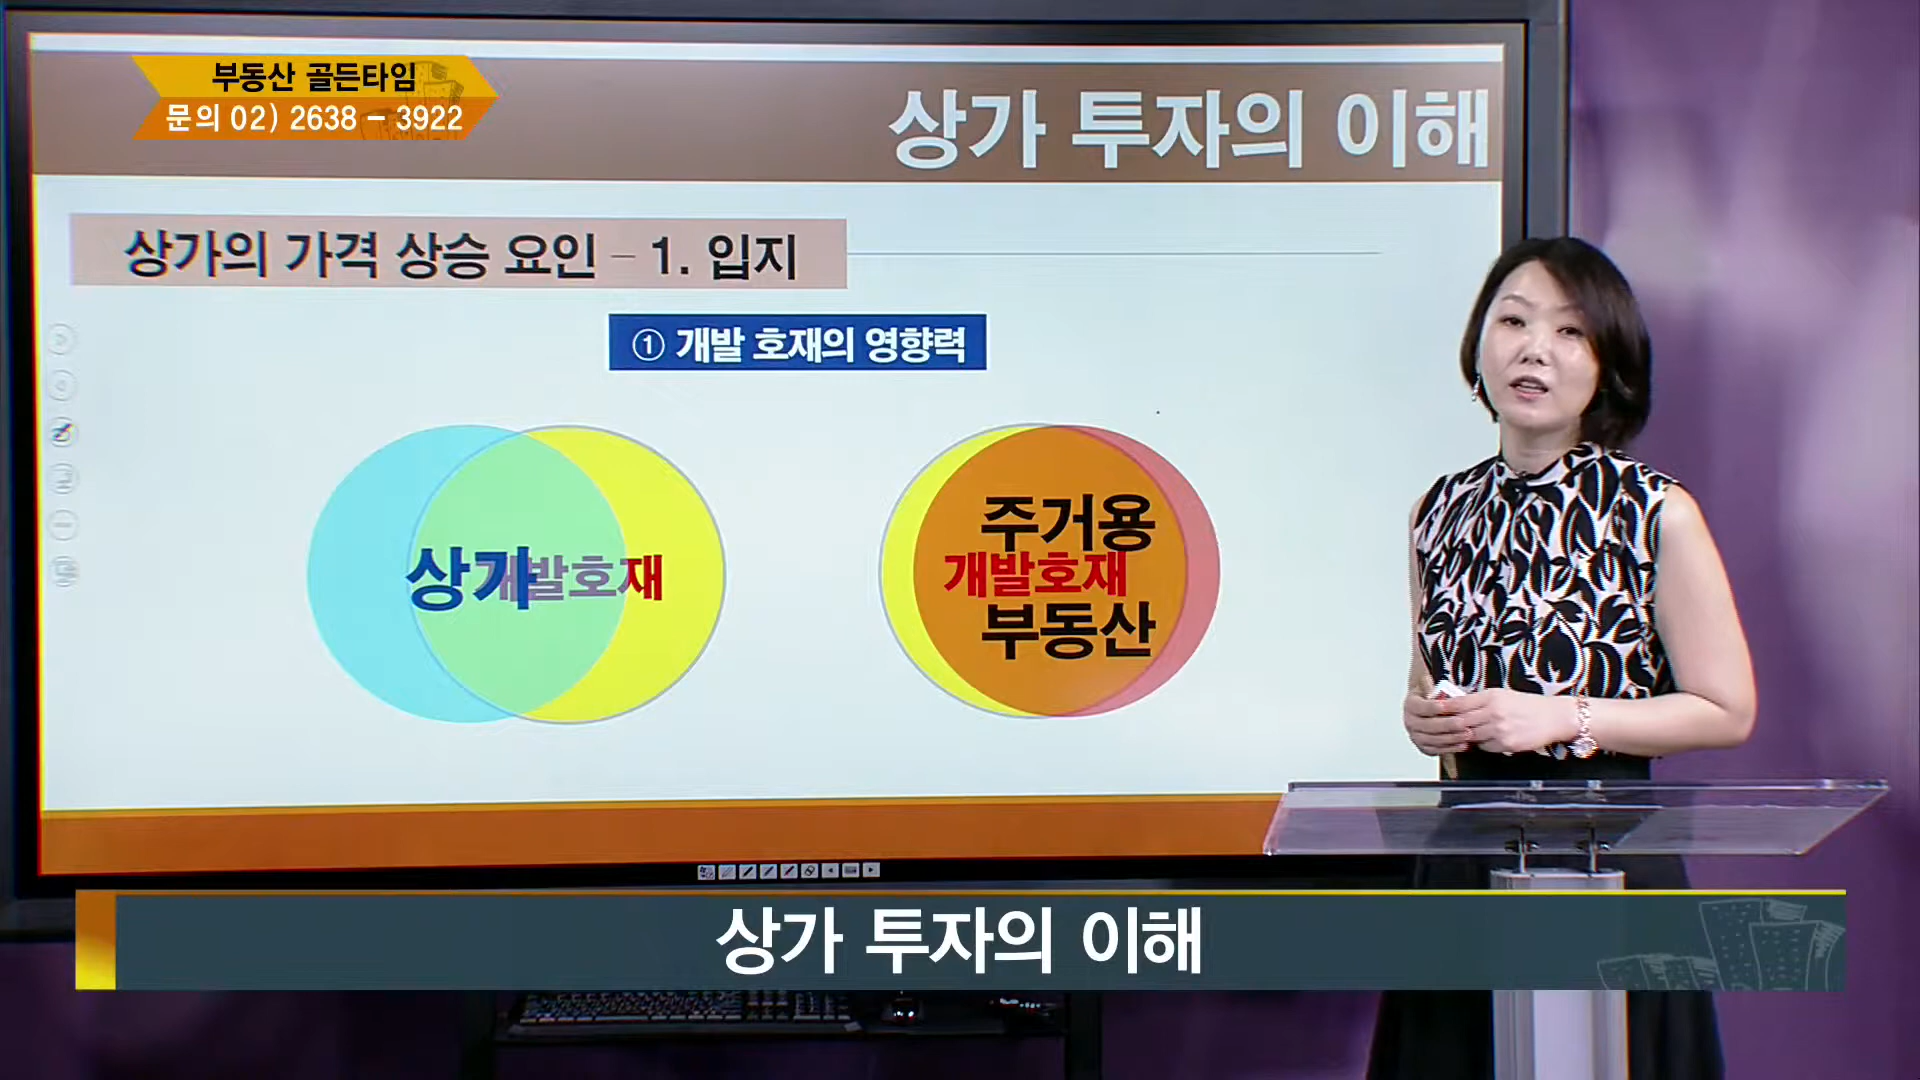 부동산 골든타임
문의 02) 2638 - 3922
상가 투자의 이해
상가의 가격 상승 요인 - 1. 입지
① 개발 호재의 영향력
상가
개발호재
주거용
개발호재
부동산
상가 투자의 이해